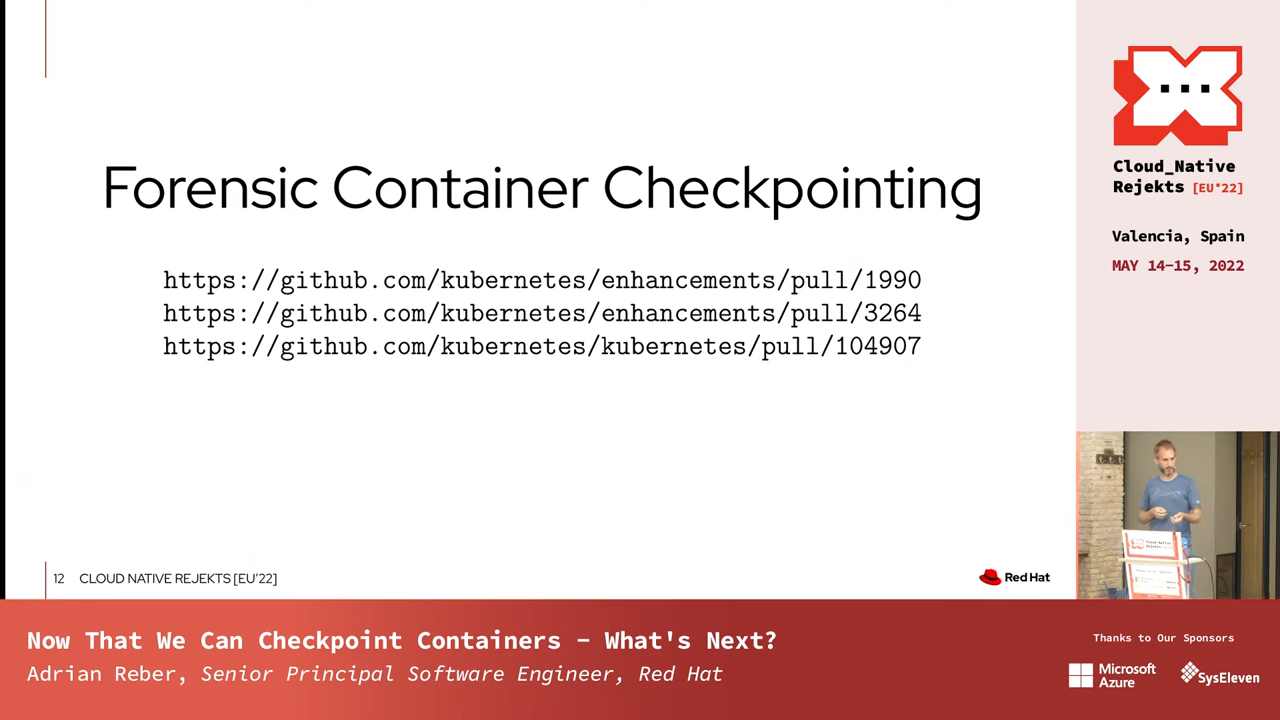 Forensic Container Checkpointing
https://github.com/kubernetes/enhancements/pull/1990
https://github.com/kubernetes/enhancements/pull/3264
https://github.com/kubernetes/kubernetes/pull/104907
12 CLOUD NATIVE REJEKTS [EU'22]
Red Hat
Cloud_Native
Rejekts [EU*22]
Valencia, Spain
MAY 14-15, 2022
Now That We Can Checkpoint Containers - What's Next?
Adrian Reber, Senior Principal Software Engineer, Red Hat
Thanks to Our Sponsors
Microsoft
Azure
SysEleven